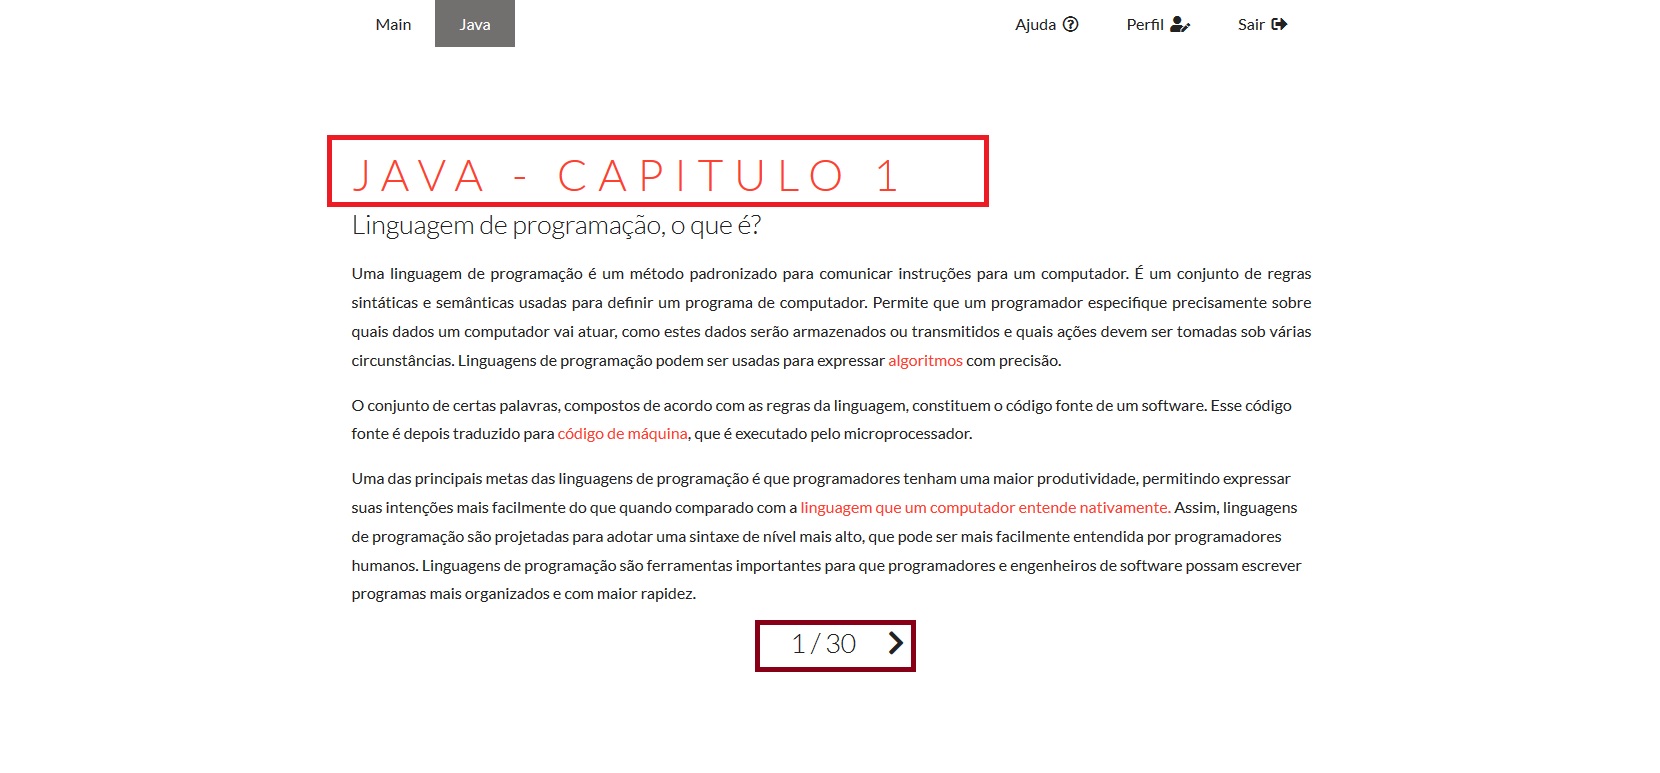 Main Java Ajuda Perfil Sair
JAVA - CAPITULO 1
Linguagem de programação, o que é?
Uma linguagem de programação é um método padronizado para comunicar instruções para um computador. É um conjunto de regras
sintáticas e semânticas usadas para definir um programa de computador. Permite que um programador especifique precisamente sobre
quais dados um computador vai atuar, como estes dados serão armazenados ou transmitidos e quais ações devem ser tomadas sob várias
circunstâncias. Linguagens de programação podem ser usadas para expressar algoritmos com precisão.
O conjunto de certas palavras, compostos de acordo com as regras da linguagem, constituem o código fonte de um software. Esse código
fonte é depois traduzido para código de máquina, que é executado pelo microprocessador.
Uma das principais metas das linguagens de programação é que programadores tenham uma maior produtividade, permitindo expressar
suas intenções mais facilmente do que quando comparado com a linguagem que um computador entende nativamente. Assim, linguagens
de programação são projetadas para adotar uma sintaxe de nível mais alto, que pode ser mais facilmente entendida por programadores
humanos. Linguagens de programação são ferramentas importantes para que programadores e engenheiros de software possam escrever
programas mais organizados e com maior rapidez.
1 / 30